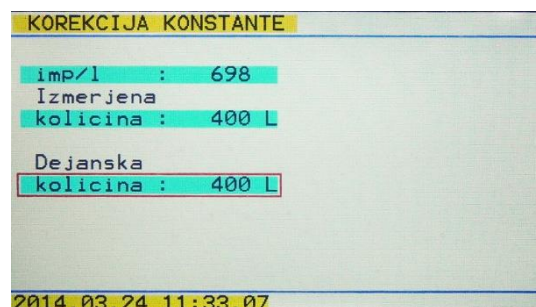 KOREKCIJA KONSTANTE
imp/l : 698
Izmerjena
kolicina : 400 L
Dejanska
kolicina : 400 L
2014.03.24 11:33.07